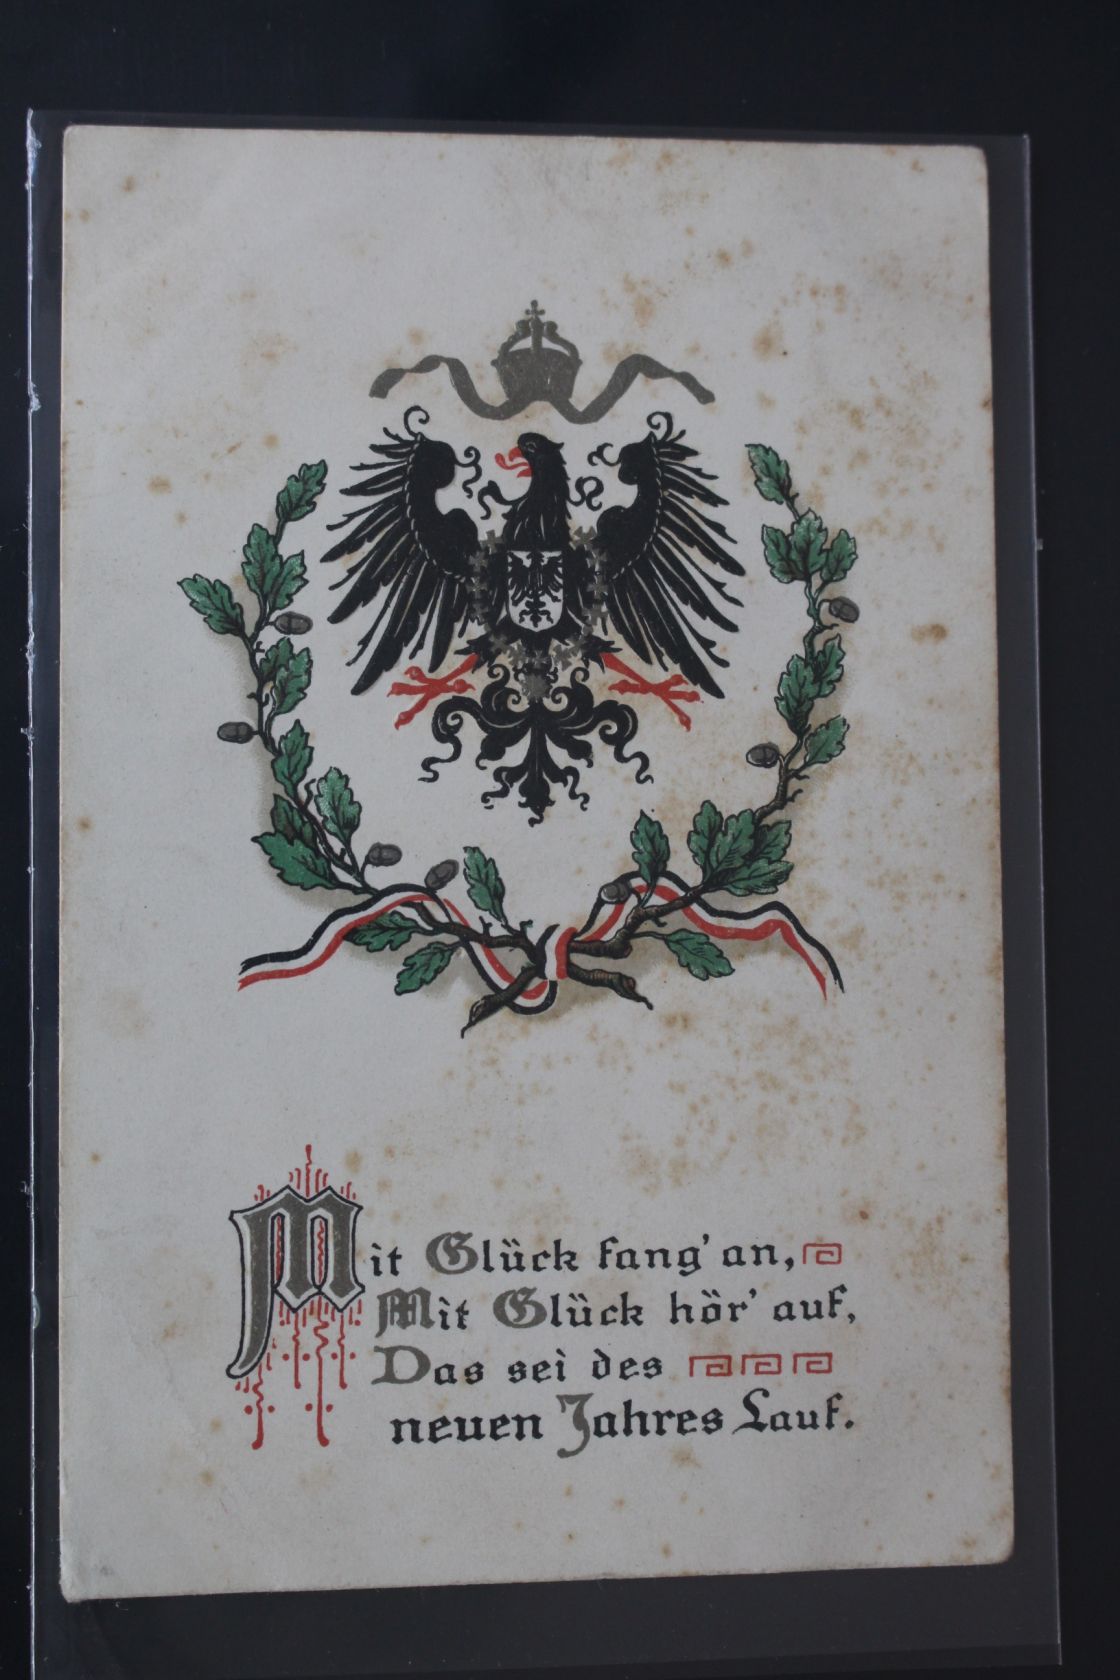 Mit Glück fang' an,
Mit Glück hör' auf,
Das sei des
neuen Jahres Lauf.